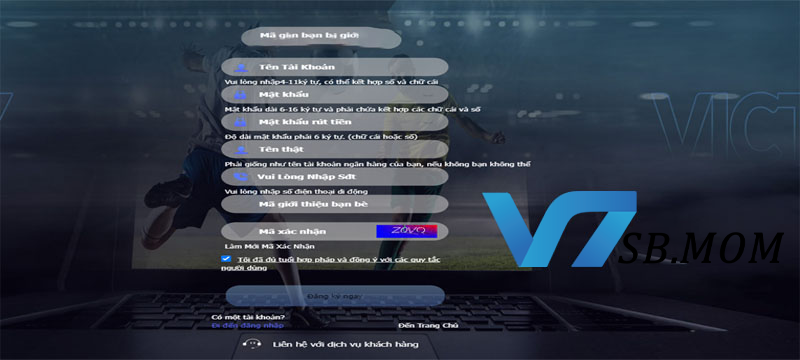 Mã giới bạn bị giới
Tên Tài Khoản
Vui lòng nhập4-11ký tự, có thể kết hợp số và chữ cái
Mật khẩu
Mật khẩu dài 6-16 ký tự và phải chứa kết hợp các chữ cái và số
Mật khẩu rút tiền
Độ dài mật khẩu phải 6 ký tự. (chữ cái hoặc số)
Tên thật
Phải giống như tên tài khoản ngân hàng của bạn, nếu không bạn không thể
Vui Lòng Nhập Sđt
Vui lòng nhập số điện thoại di động
VICT
Mã giới thiệu bạn bè
Mã xác nhận
V7SB.MOM
Làm Mới Mã Xác Nhận
Tôi đã đủ tuổi hợp pháp và đồng ý với các quy tắc
người dùng
Đăng ký ngay
Có một tài khoản?
Đi đến đăng nhập
Đến Trang Chủ
Liên hệ với dịch vụ khách hàng